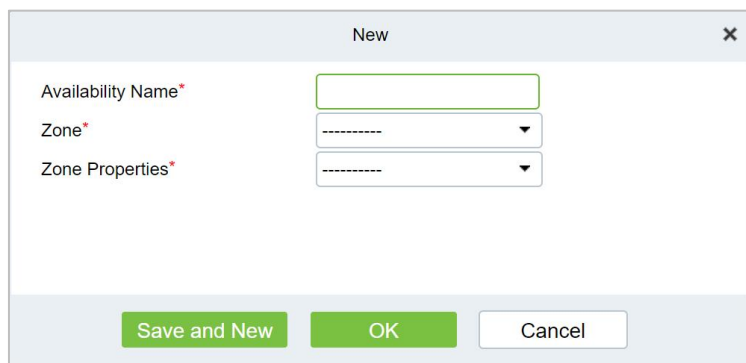 New
Availability Name*
Zone* ----------
Zone Properties* ----------
Save and New OK Cancel